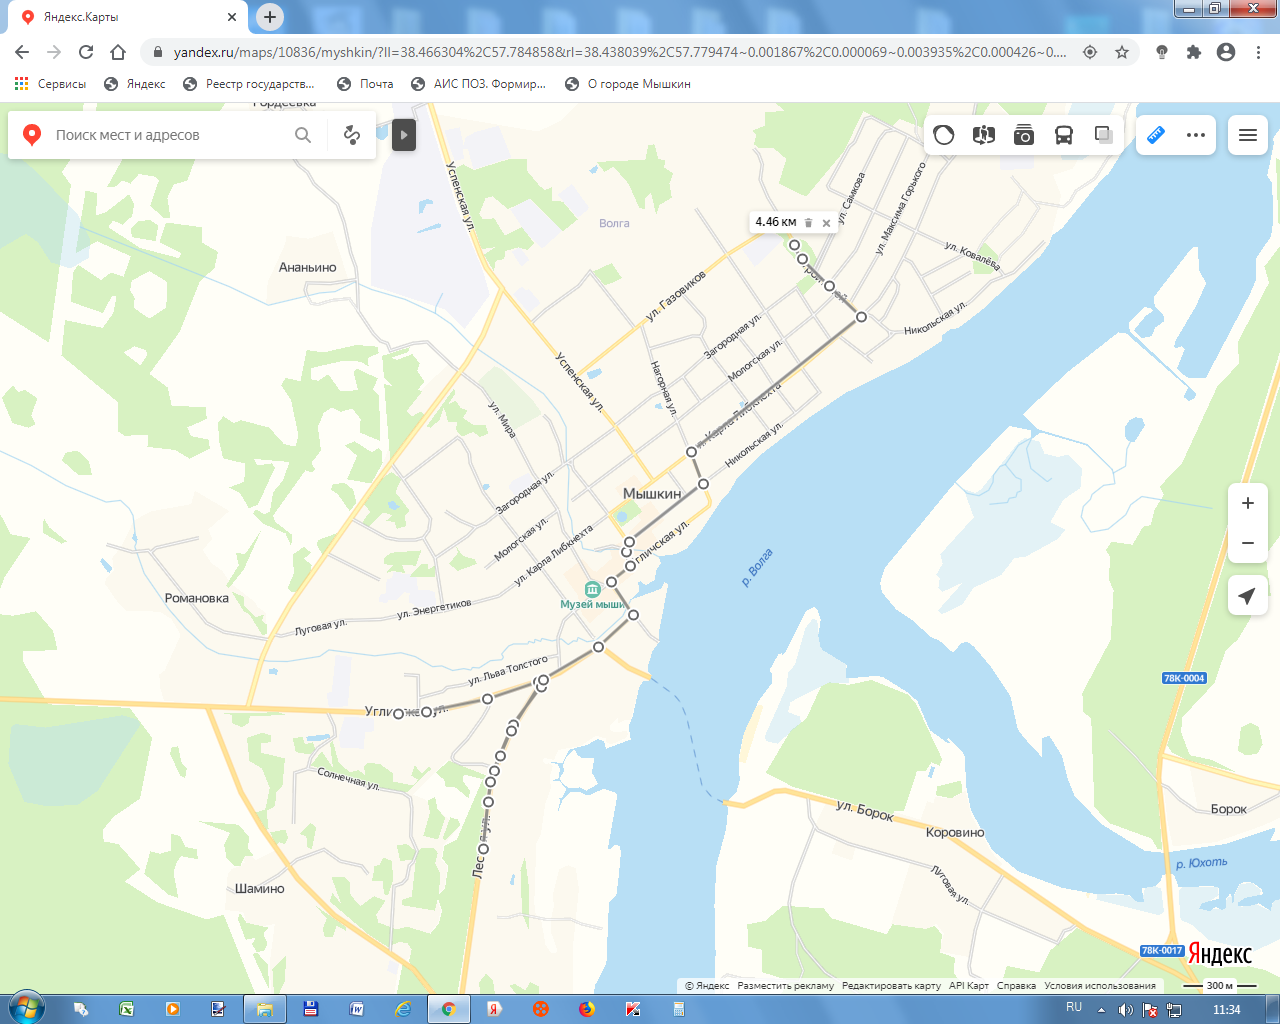 Яндекс.Карты
yandex.ru/maps/10836/myshkin/?ll=38.466304%2C57.784858&rl=38.438039%2C57.779474~0.001867%2C0.000069~0.003935%2C0.000426~0....
Сервисы Яндекс Реестр государств... Почта АИС ПОЗ. Формир... О городе Мышкин
Гордеевка
Поиск мест и адресов
Успенская ул.
Волга
4.46 км
ул. Самкова
ул. Максима Горького
ул. Ковалёва
Ананьино
ул. Газовиков
Никольская ул.
Загородная ул.
Мологская ул.
Успенская ул.
Нагорная ул.
ул. Мира
Карла Либкнехта
Никольская ул.
Загородная ул.
Мышкин
Мологская ул.
ул. Карла Либкнехта
р. Волга
Романовка
Музей мыши
ул. Энергетиков
Луговая ул.
ул. Льва Толстого
78К-0004
Солнечная ул.
ул. Борок
Борок
Коровино
р. Юхоть
Луговая ул.
Шамино
78К-0017
Яндекс
© Яндекс Разместить рекламу Редактировать карту API Карт Справка Условия использования 300 м
RU 11:34